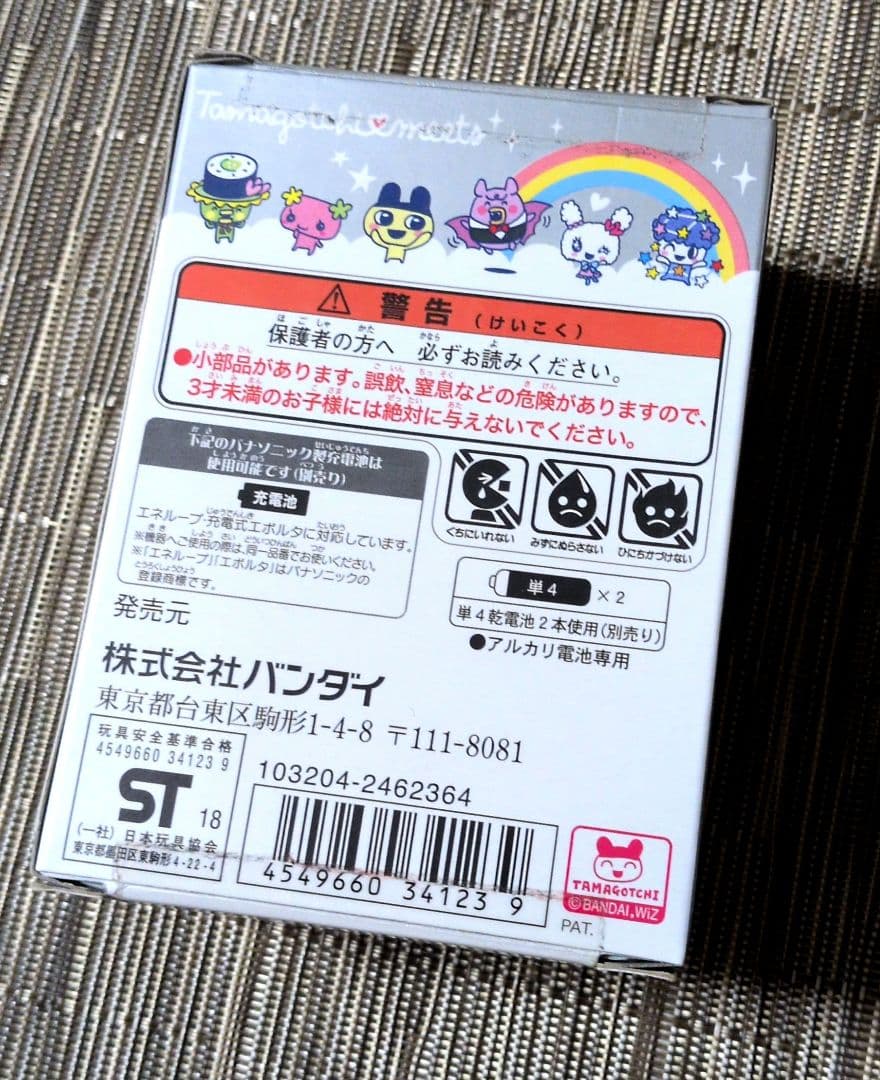 Tamagotchi♥meets
警告 (けいこく)
保護者の方へ 必ずお読みください。
●小部品があります。誤飲、窒息などの危険がありますので、
3才未満のお子様には絶対に与えないでください。
下記のパナソニック製充電池は
使用可能です(別売り)
充電池
エネループ・充電式エボルタに対応しています。
※機器へご使用の際は、同一品番でお使いください。
※「エネループ」「エボルタ」はパナソニックの
登録商標です。
くちにいれない
みずにぬらさない
ひにちかづけない
単4 ×2
単4乾電池2本使用(別売り)
●アルカリ電池専用
発売元
株式会社バンダイ
東京都台東区駒形1-4-8 〒111-8081
玩具安全基準合格
4549660 34123 9
ST 18
(一社)日本玩具協会
東京都墨田区東駒形4-22-4
103204-2462364
4549660 34123 9
TAMAGOTCHI
©BANDAI,WiZ
PAT.